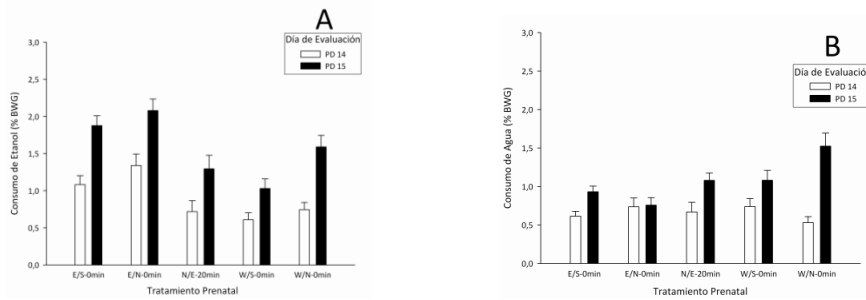 A
Día de Evaluación
PD 14
PD 15
3,0
2,5
2,0
1,5
1,0
0,5
0,0
Consumo de Etanol (% BWG)
E/S-0min
E/N-0min
N/E-20min
W/S-0min
W/N-0min
Tratamiento Prenatal
B
Día de Evaluació
PD 14
PD 15
3,0
2,5
2,0
1,5
1,0
0,5
0,0
Consumo de Agua (% BWG)
E/S-0min
E/N-0min
N/E-20min
W/S-0min
W/N-0min
Tratamiento Prenatal